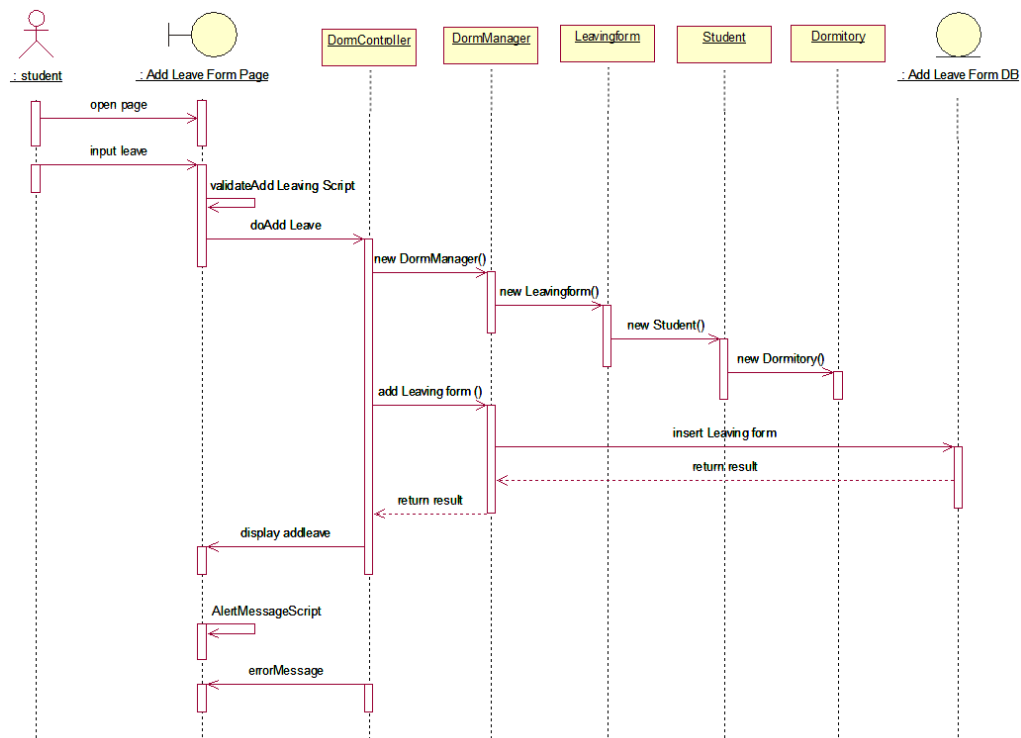 DormController
DormManager
Leavingform
Student
Dormitory
: student
: Add Leave Form Page
: Add Leave Form DB
open page
input leave
validateAdd Leaving Script
doAdd Leave
new DormManager()
new Leavingform()
new Student()
new Dormitory()
add Leaving form ()
insert Leaving form
return result
return result
display addleave
AlertMessageScript
errorMessage